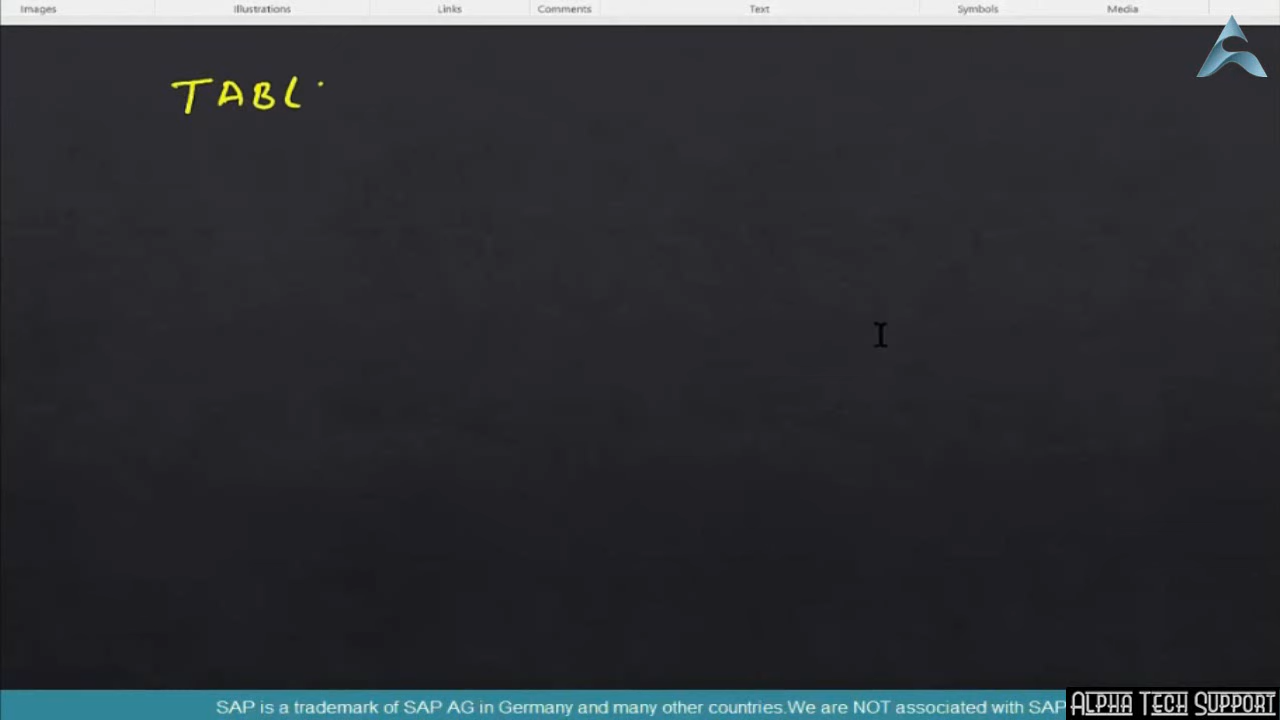 Images Illustrations Links Comments Text Symbols Media
TABL
SAP is a trademark of SAP AG in Germany and many other countries.We are NOT associated with SAP
ALPHA TECH SUPPORT